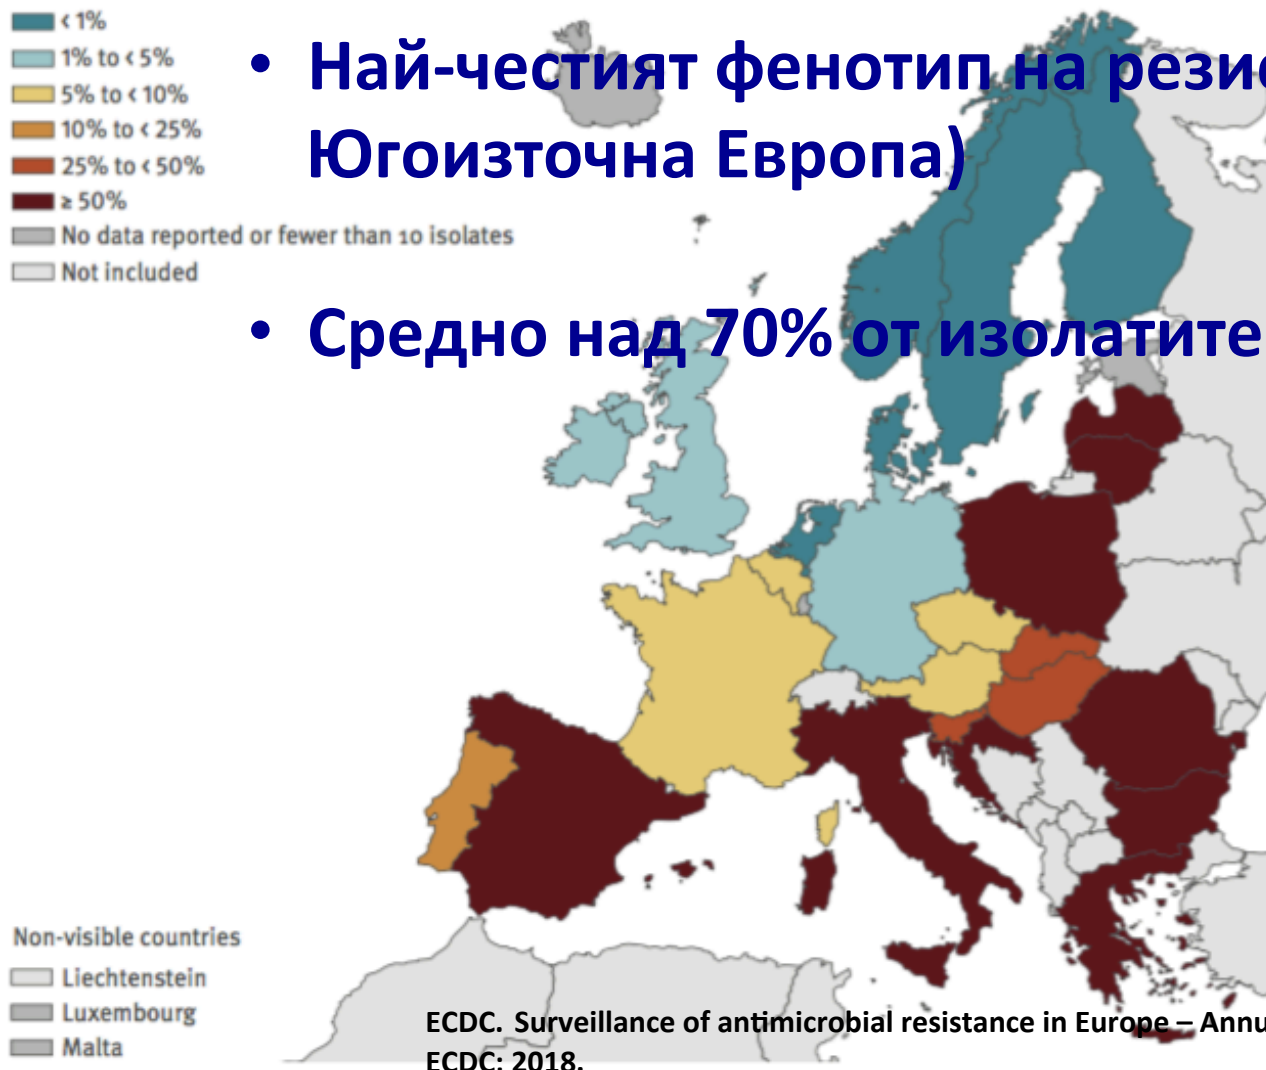 < 1%
1% to < 5%
5% to < 10%
10% to < 25%
25% to < 50%
≥ 50%
No data reported or fewer than 10 isolates
Not included
• Най-честият фенотип на
Югоизточна Европа)
• Средно над 70% от изолатите
Non-visible countries
Liechtenstein
Luxembourg
Malta
ECDC. Surveillance of antimicrobial resistance in Europe –
ECDC: 2018.